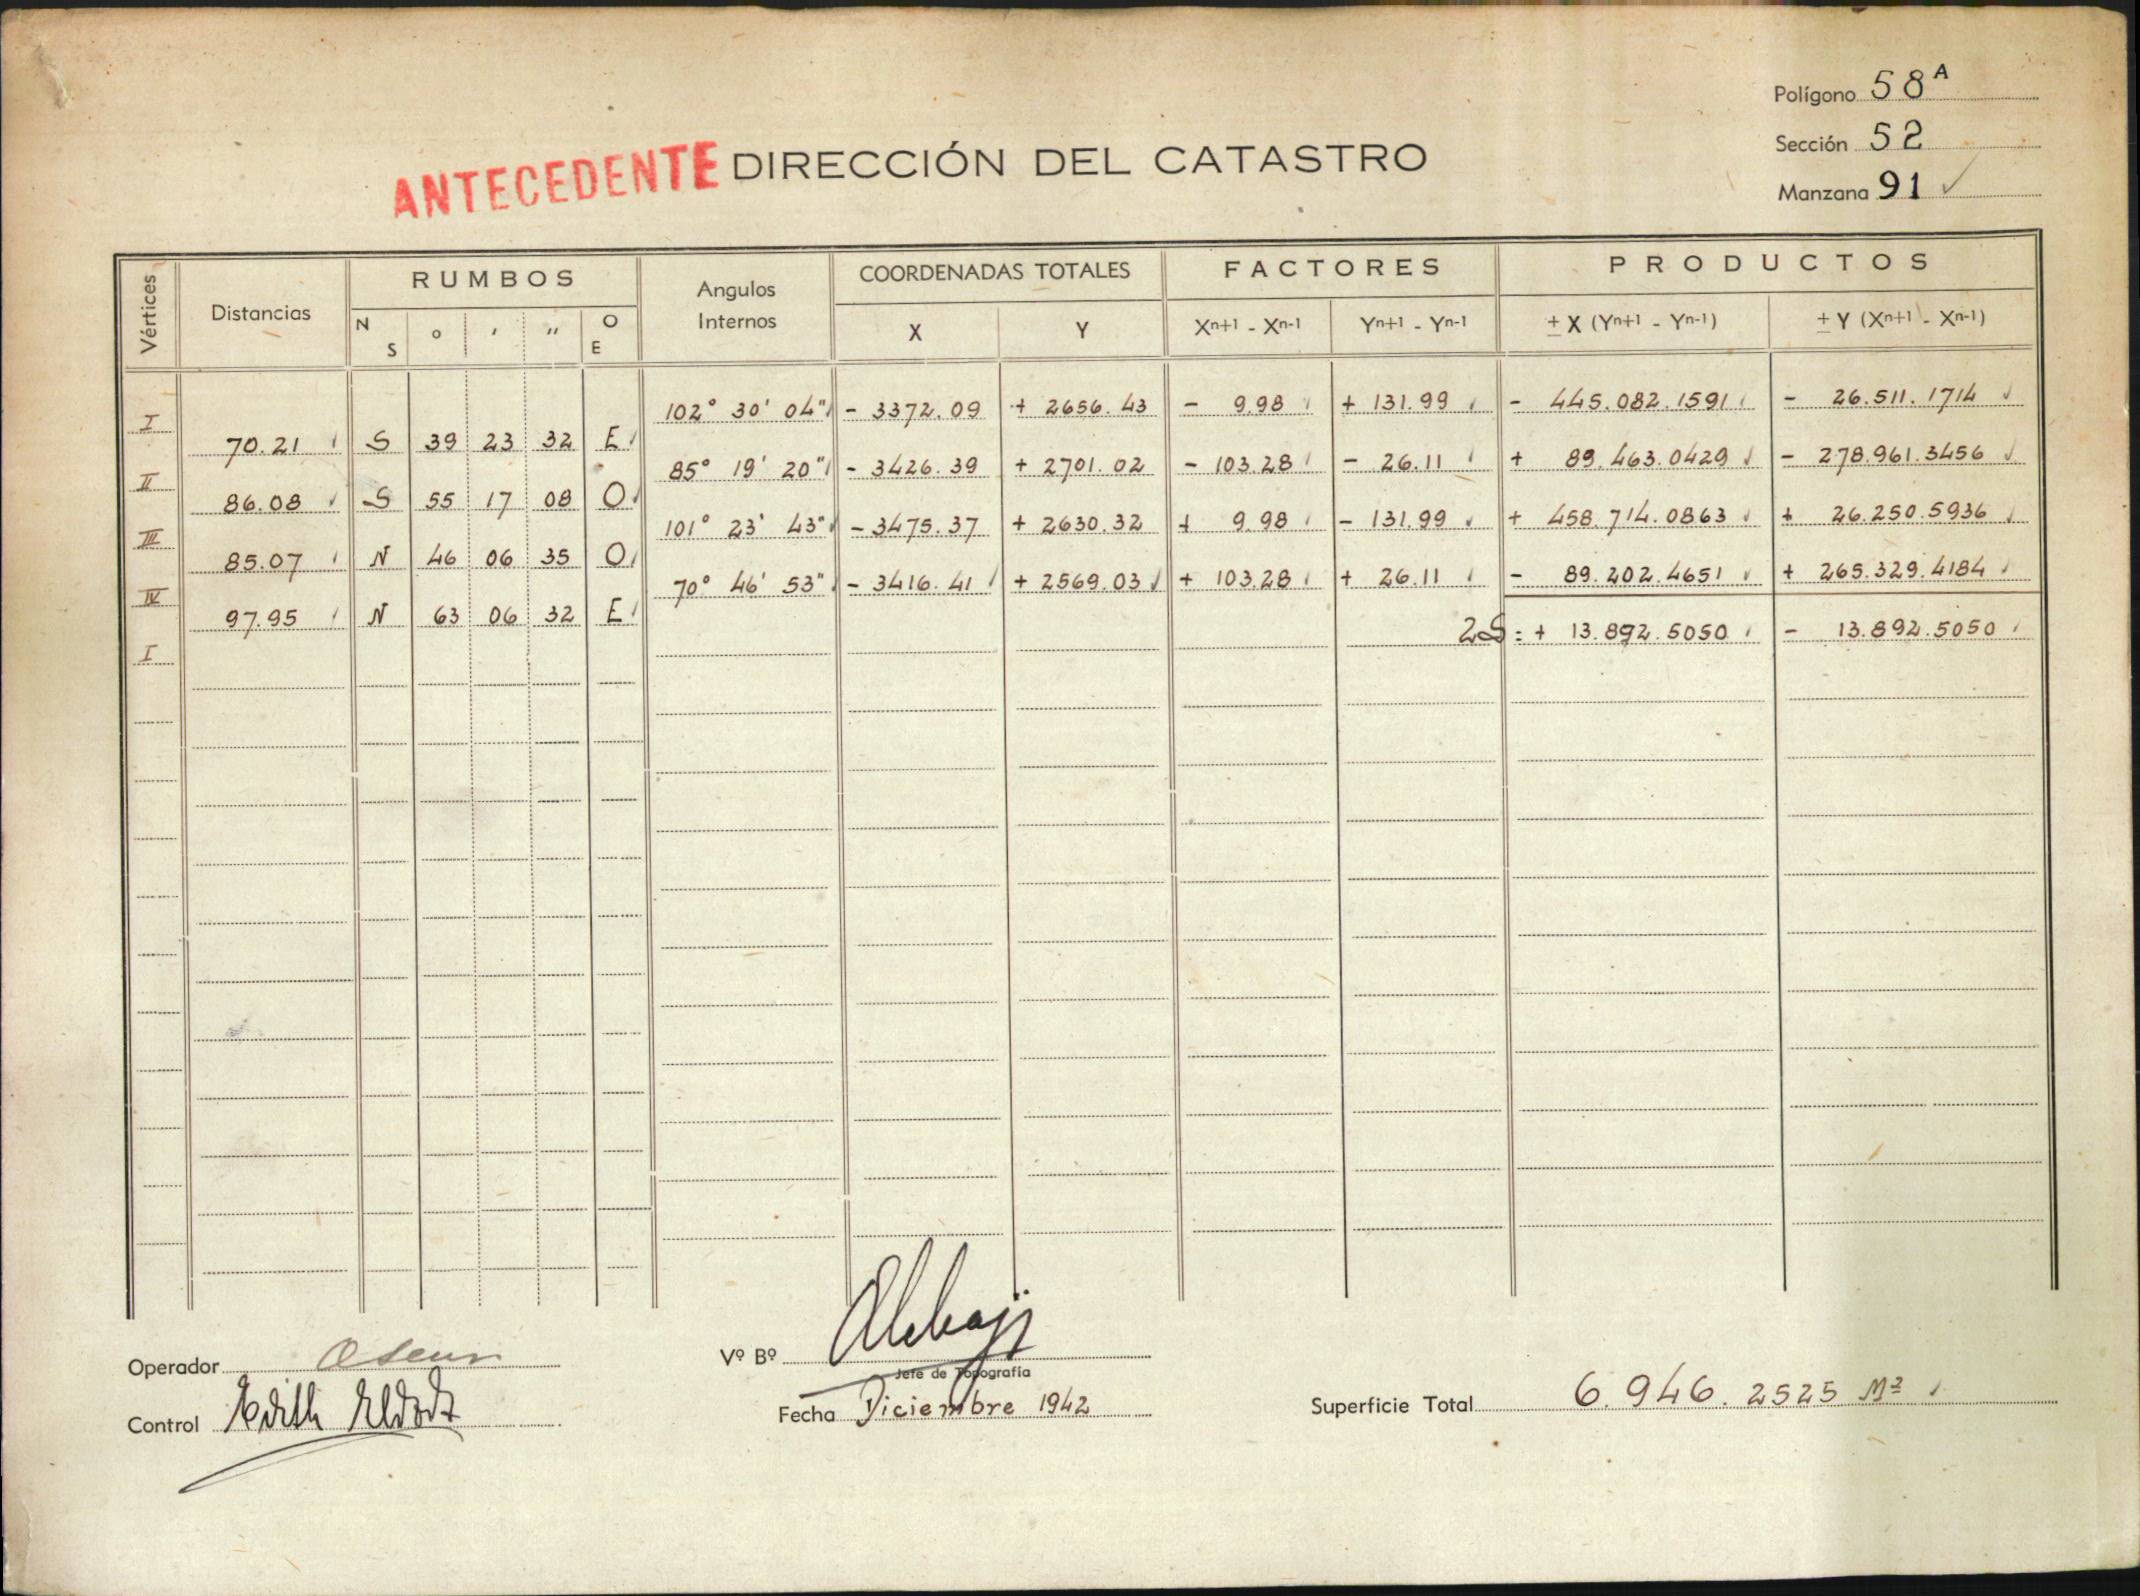 Polígono 58 A
Sección 52
Manzana 91 ✓
ANTECEDENTE DIRECCIÓN DEL CATASTRO
Vértices Distancias RUMBOS Angulos Internos COORDENADAS TOTALES FACTORES PRODUCTOS
N S ° ' " O E X Y Xn+1 - Xn-1 Yn+1 - Yn-1 ± X (Yn+1 - Yn-1) ± Y (Xn+1 - Xn-1)
I 102° 30' 04" - 3372.09 + 2656.43 - 9.98 + 131.99 - 445.082.1591 - 26.511.1714
70.21 S 39 23 32 E
II 85° 19' 20" - 3426.39 + 2701.02 - 103.28 - 26.11 + 89.463.0429 - 278.961.3456
86.08 S 55 17 08 O
III 101° 23' 43" - 3475.37 + 2630.32 + 9.98 - 131.99 + 458.714.0863 + 26.250.5936
85.07 N 46 06 35 O
IV 70° 46' 53" - 3416.41 + 2569.03 + 103.28 + 26.11 - 89.202.4651 + 265.329.4184
97.95 N 63 06 32 E
I 2S = + 13.892.5050 - 13.892.5050
Operador
Vº Bº
Jefe de Topografía
Control Edith
Fecha Diciembre 1942
Superficie Total 6.946.2525 M2